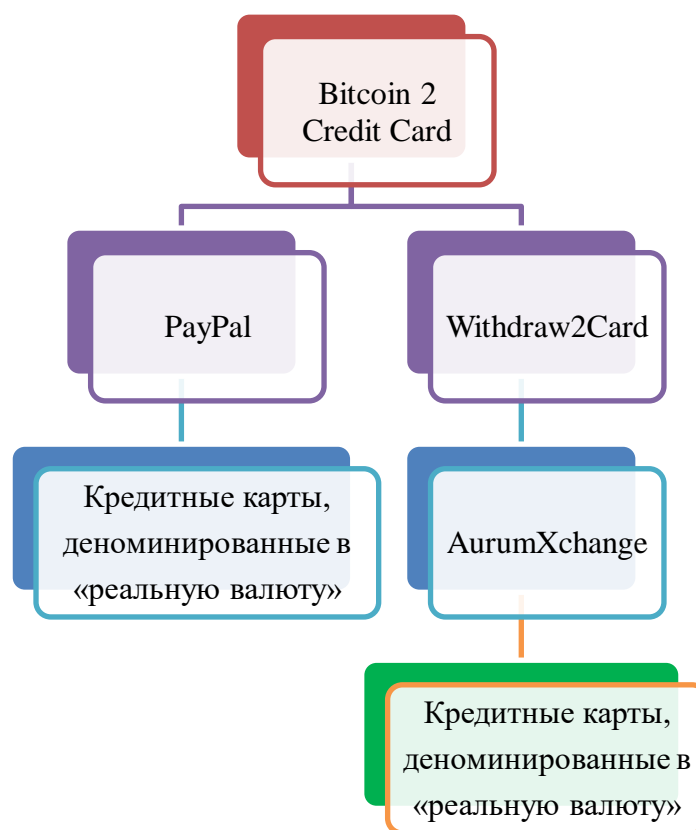 Bitcoin 2
Credit Card
PayPal
Withdraw2Card
Кредитные карты,
деноминированные в
«реальную валюту»
AurumXchange
Кредитные карты,
деноминированные в
«реальную валюту»